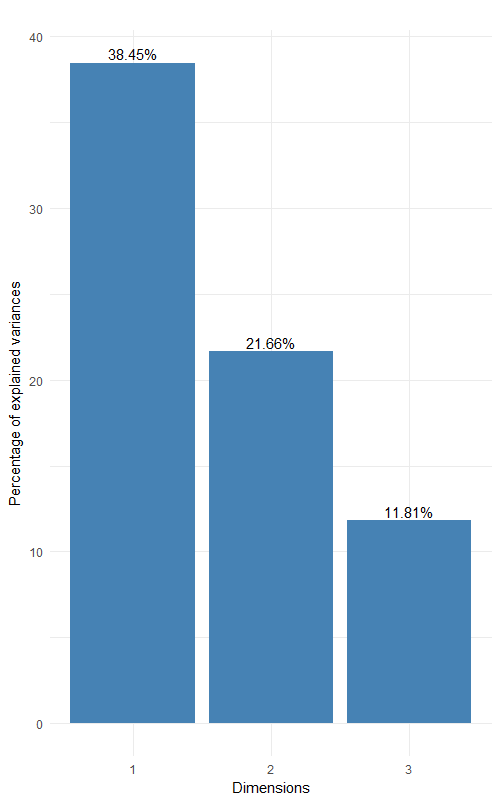 40
38.45%
30
21.66%
20
11.81%
10
0
Percentage of explained variances
1 2 3
Dimensions